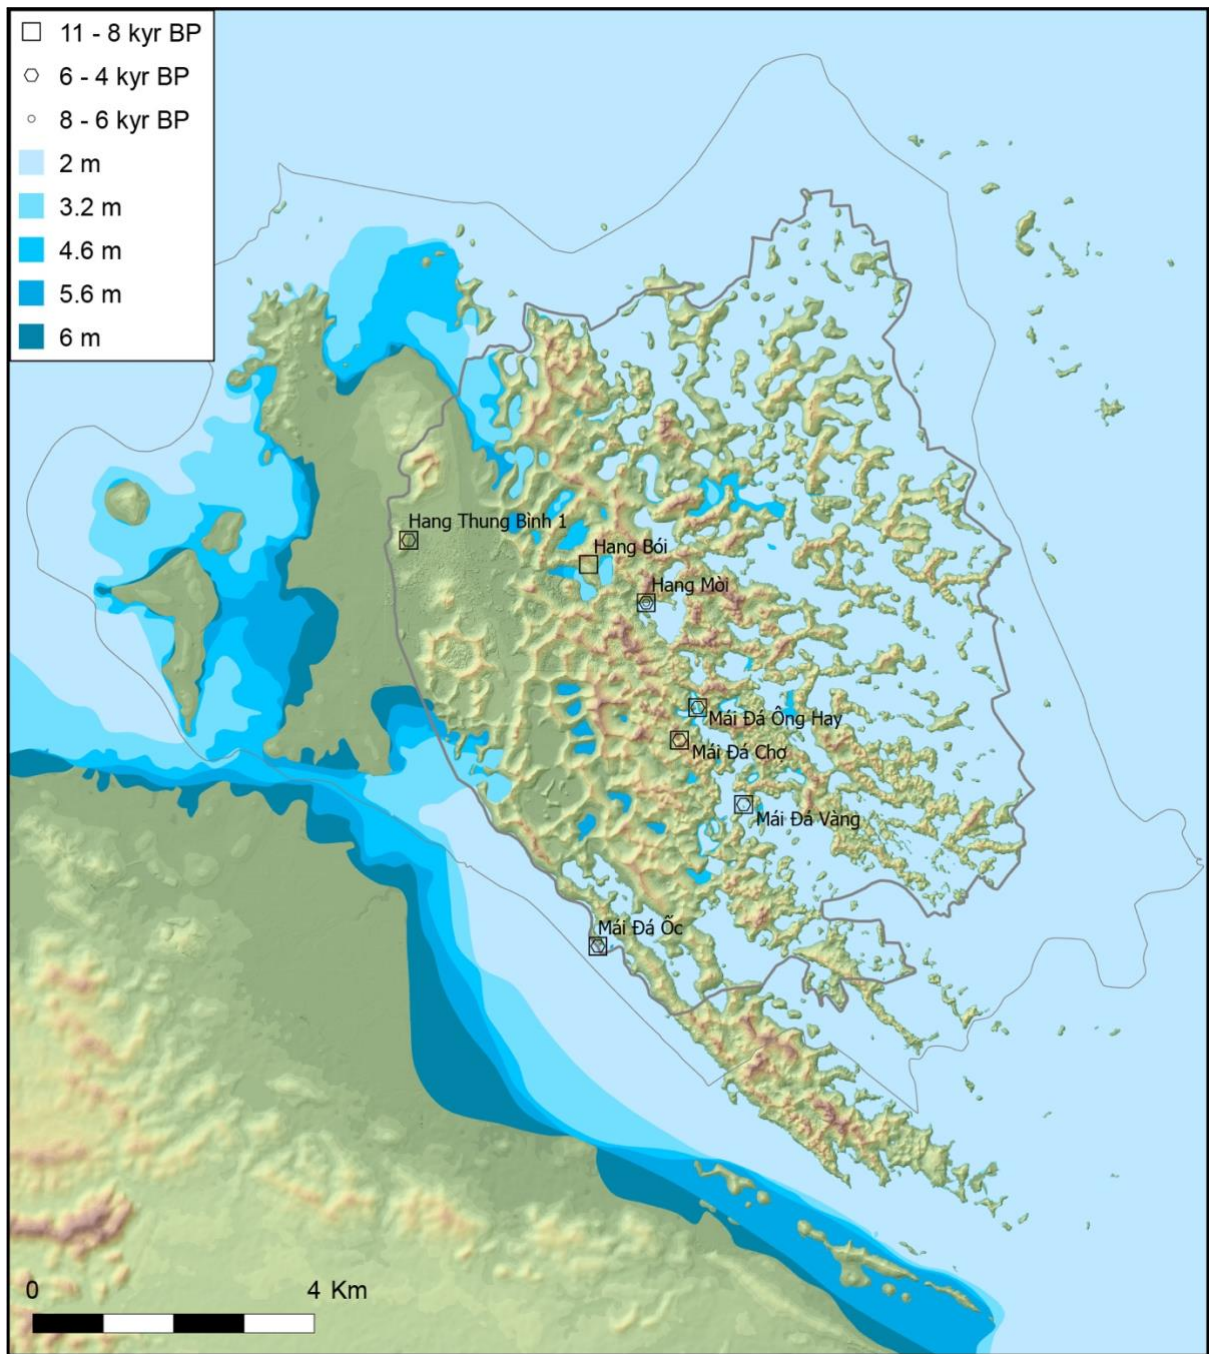 11 - 8 kyr BP
6 - 4 kyr BP
8 - 6 kyr BP
2 m
3.2 m
4.6 m
5.6 m
6 m
Hang Thung Bình 1
Hang Bói
Hang Mòi
Mái Đá Ông Hay
Mái Đá Chợ
Mái Đá Vàng
Mái Đá Ốc
0 4 Km